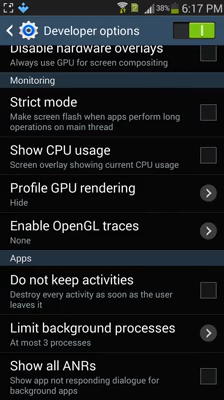 38% 6:17 PM
Developer options
Disable hardware overlays
Always use GPU for screen compositing
Monitoring
Strict mode
Make screen flash when apps perform long
operations on main thread
Show CPU usage
Screen overlay showing current CPU usage
Profile GPU rendering
Hide
Enable OpenGL traces
None
Apps
Do not keep activities
Destroy every activity as soon as the user
leaves it
Limit background processes
At most 3 processes
Show all ANRs
Show app not responding dialogue for
background apps